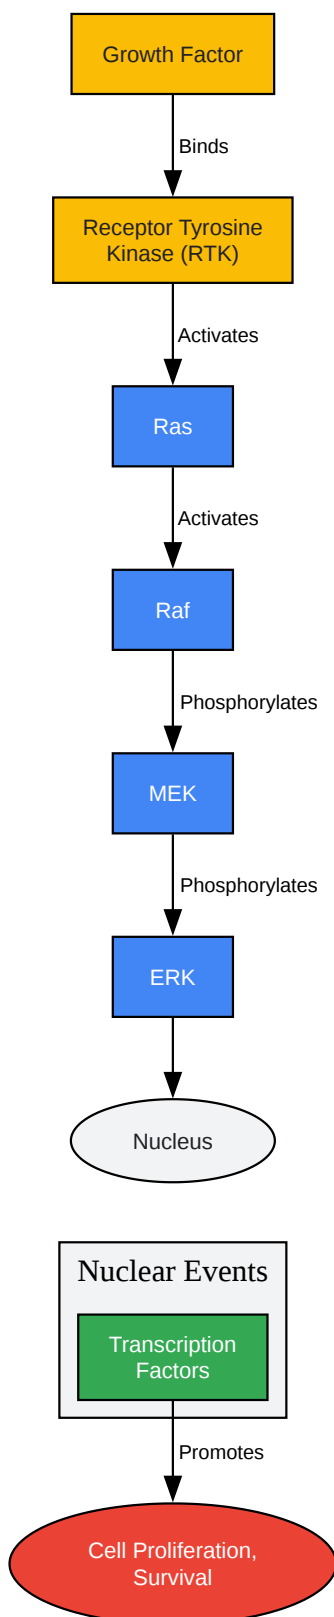 Growth Factor
Binds
Receptor Tyrosine
Kinase (RTK)
Activates
Ras
Activates
Raf
Phosphorylates
MEK
Phosphorylates
ERK
Nucleus
Nuclear Events
Transcription
Factors
Promotes
Cell Proliferation,
Survival